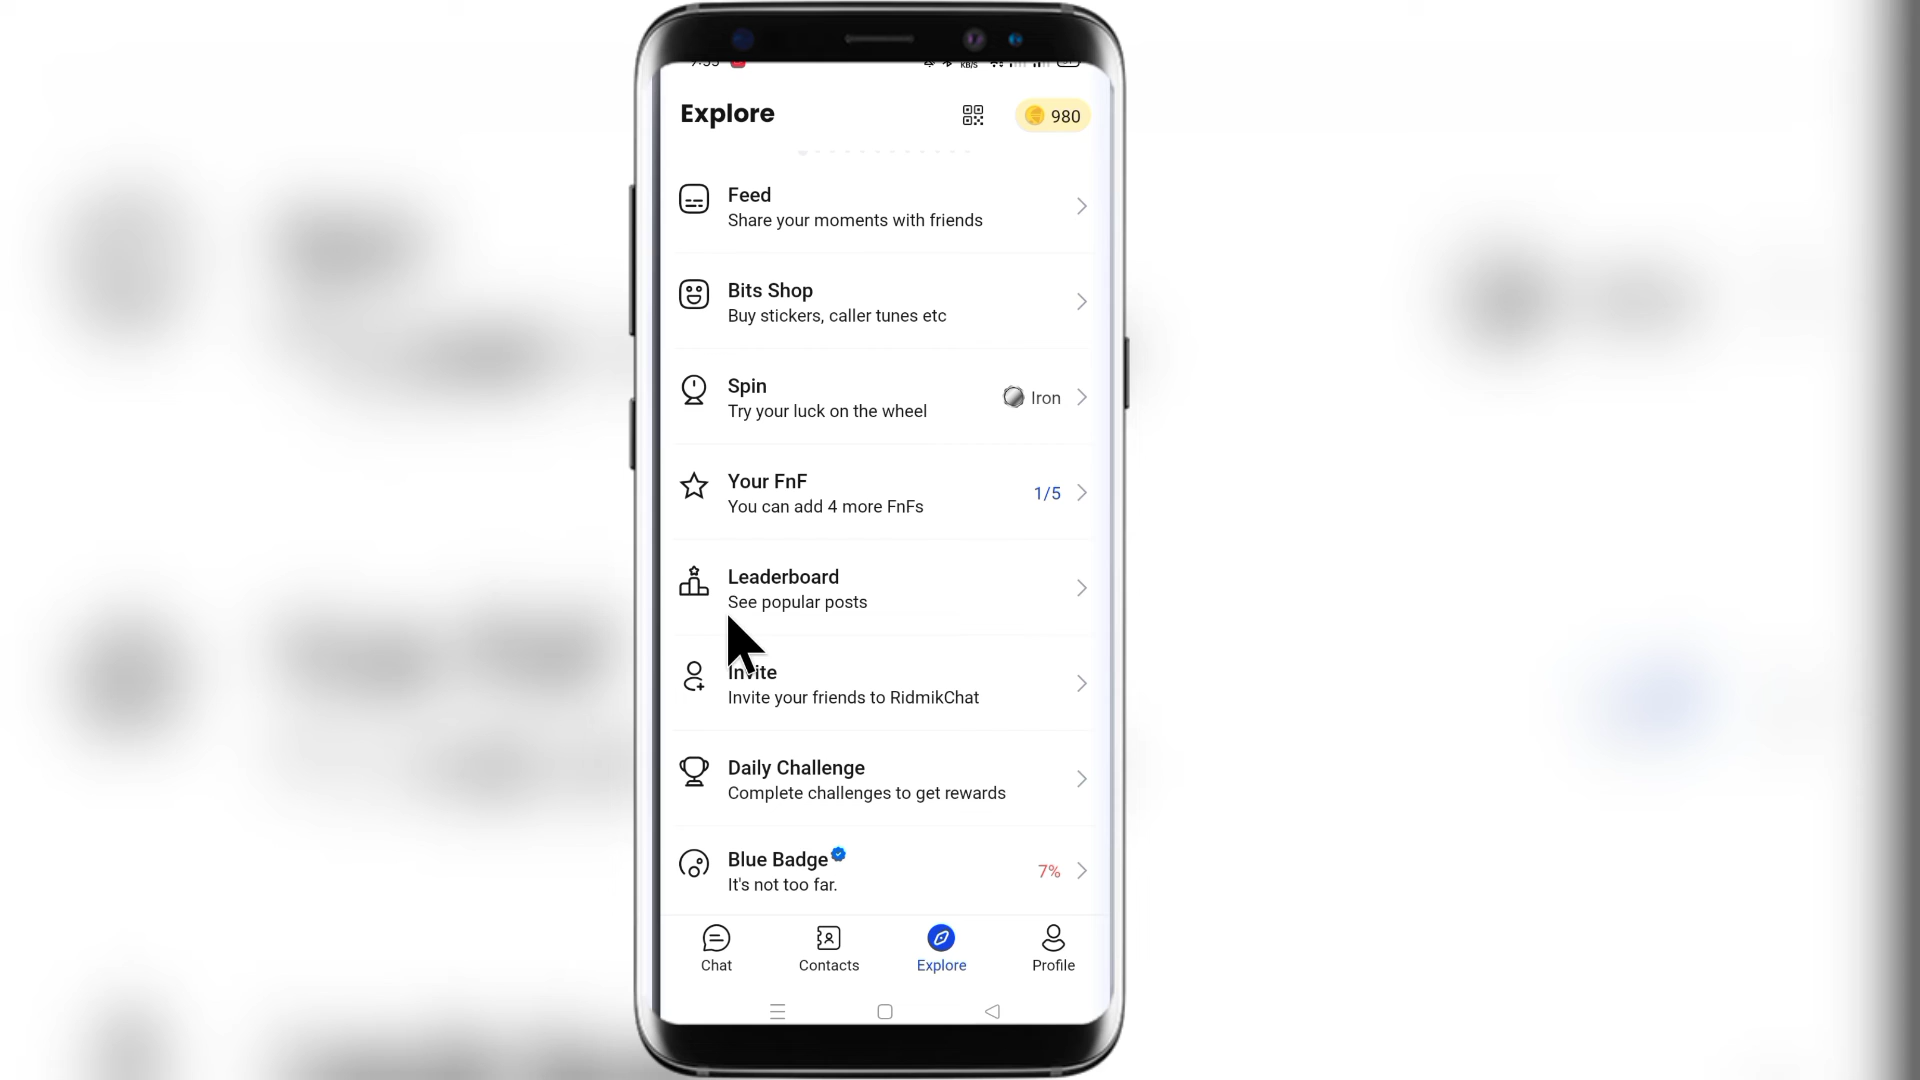 Explore
980
Feed
Share your moments with friends
Bits Shop
Buy stickers, caller tunes etc
Spin
Try your luck on the wheel
Iron
Your FnF
You can add 4 more FnFs
1/5
Leaderboard
See popular posts
Invite
Invite your friends to RidmikChat
Daily Challenge
Complete challenges to get rewards
Blue Badge
It's not too far.
7%
Chat
Contacts
Explore
Profile